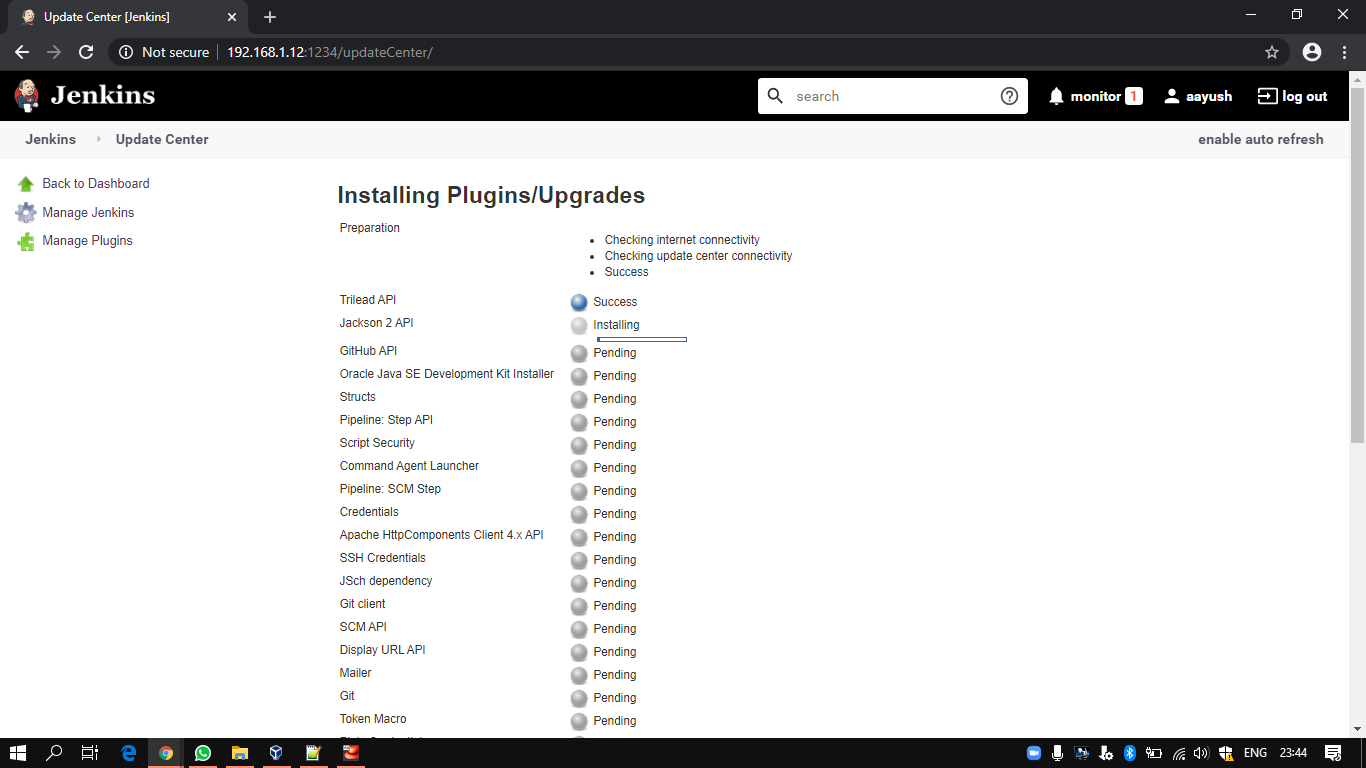 Update Center [Jenkins]
Not secure 192.168.1.12:1234/updateCenter/
Jenkins search monitor 1 aayush log out
Jenkins Update Center enable auto refresh
Back to Dashboard
Manage Jenkins
Manage Plugins
Installing Plugins/Upgrades
Preparation
Checking internet connectivity
Checking update center connectivity
Success
Trilead API Success
Jackson 2 API Installing
GitHub API Pending
Oracle Java SE Development Kit Installer Pending
Structs Pending
Pipeline: Step API Pending
Script Security Pending
Command Agent Launcher Pending
Pipeline: SCM Step Pending
Credentials Pending
Apache HttpComponents Client 4.x API Pending
SSH Credentials Pending
JSch dependency Pending
Git client Pending
SCM API Pending
Display URL API Pending
Mailer Pending
Git Pending
Token Macro Pending
ENG 23:44